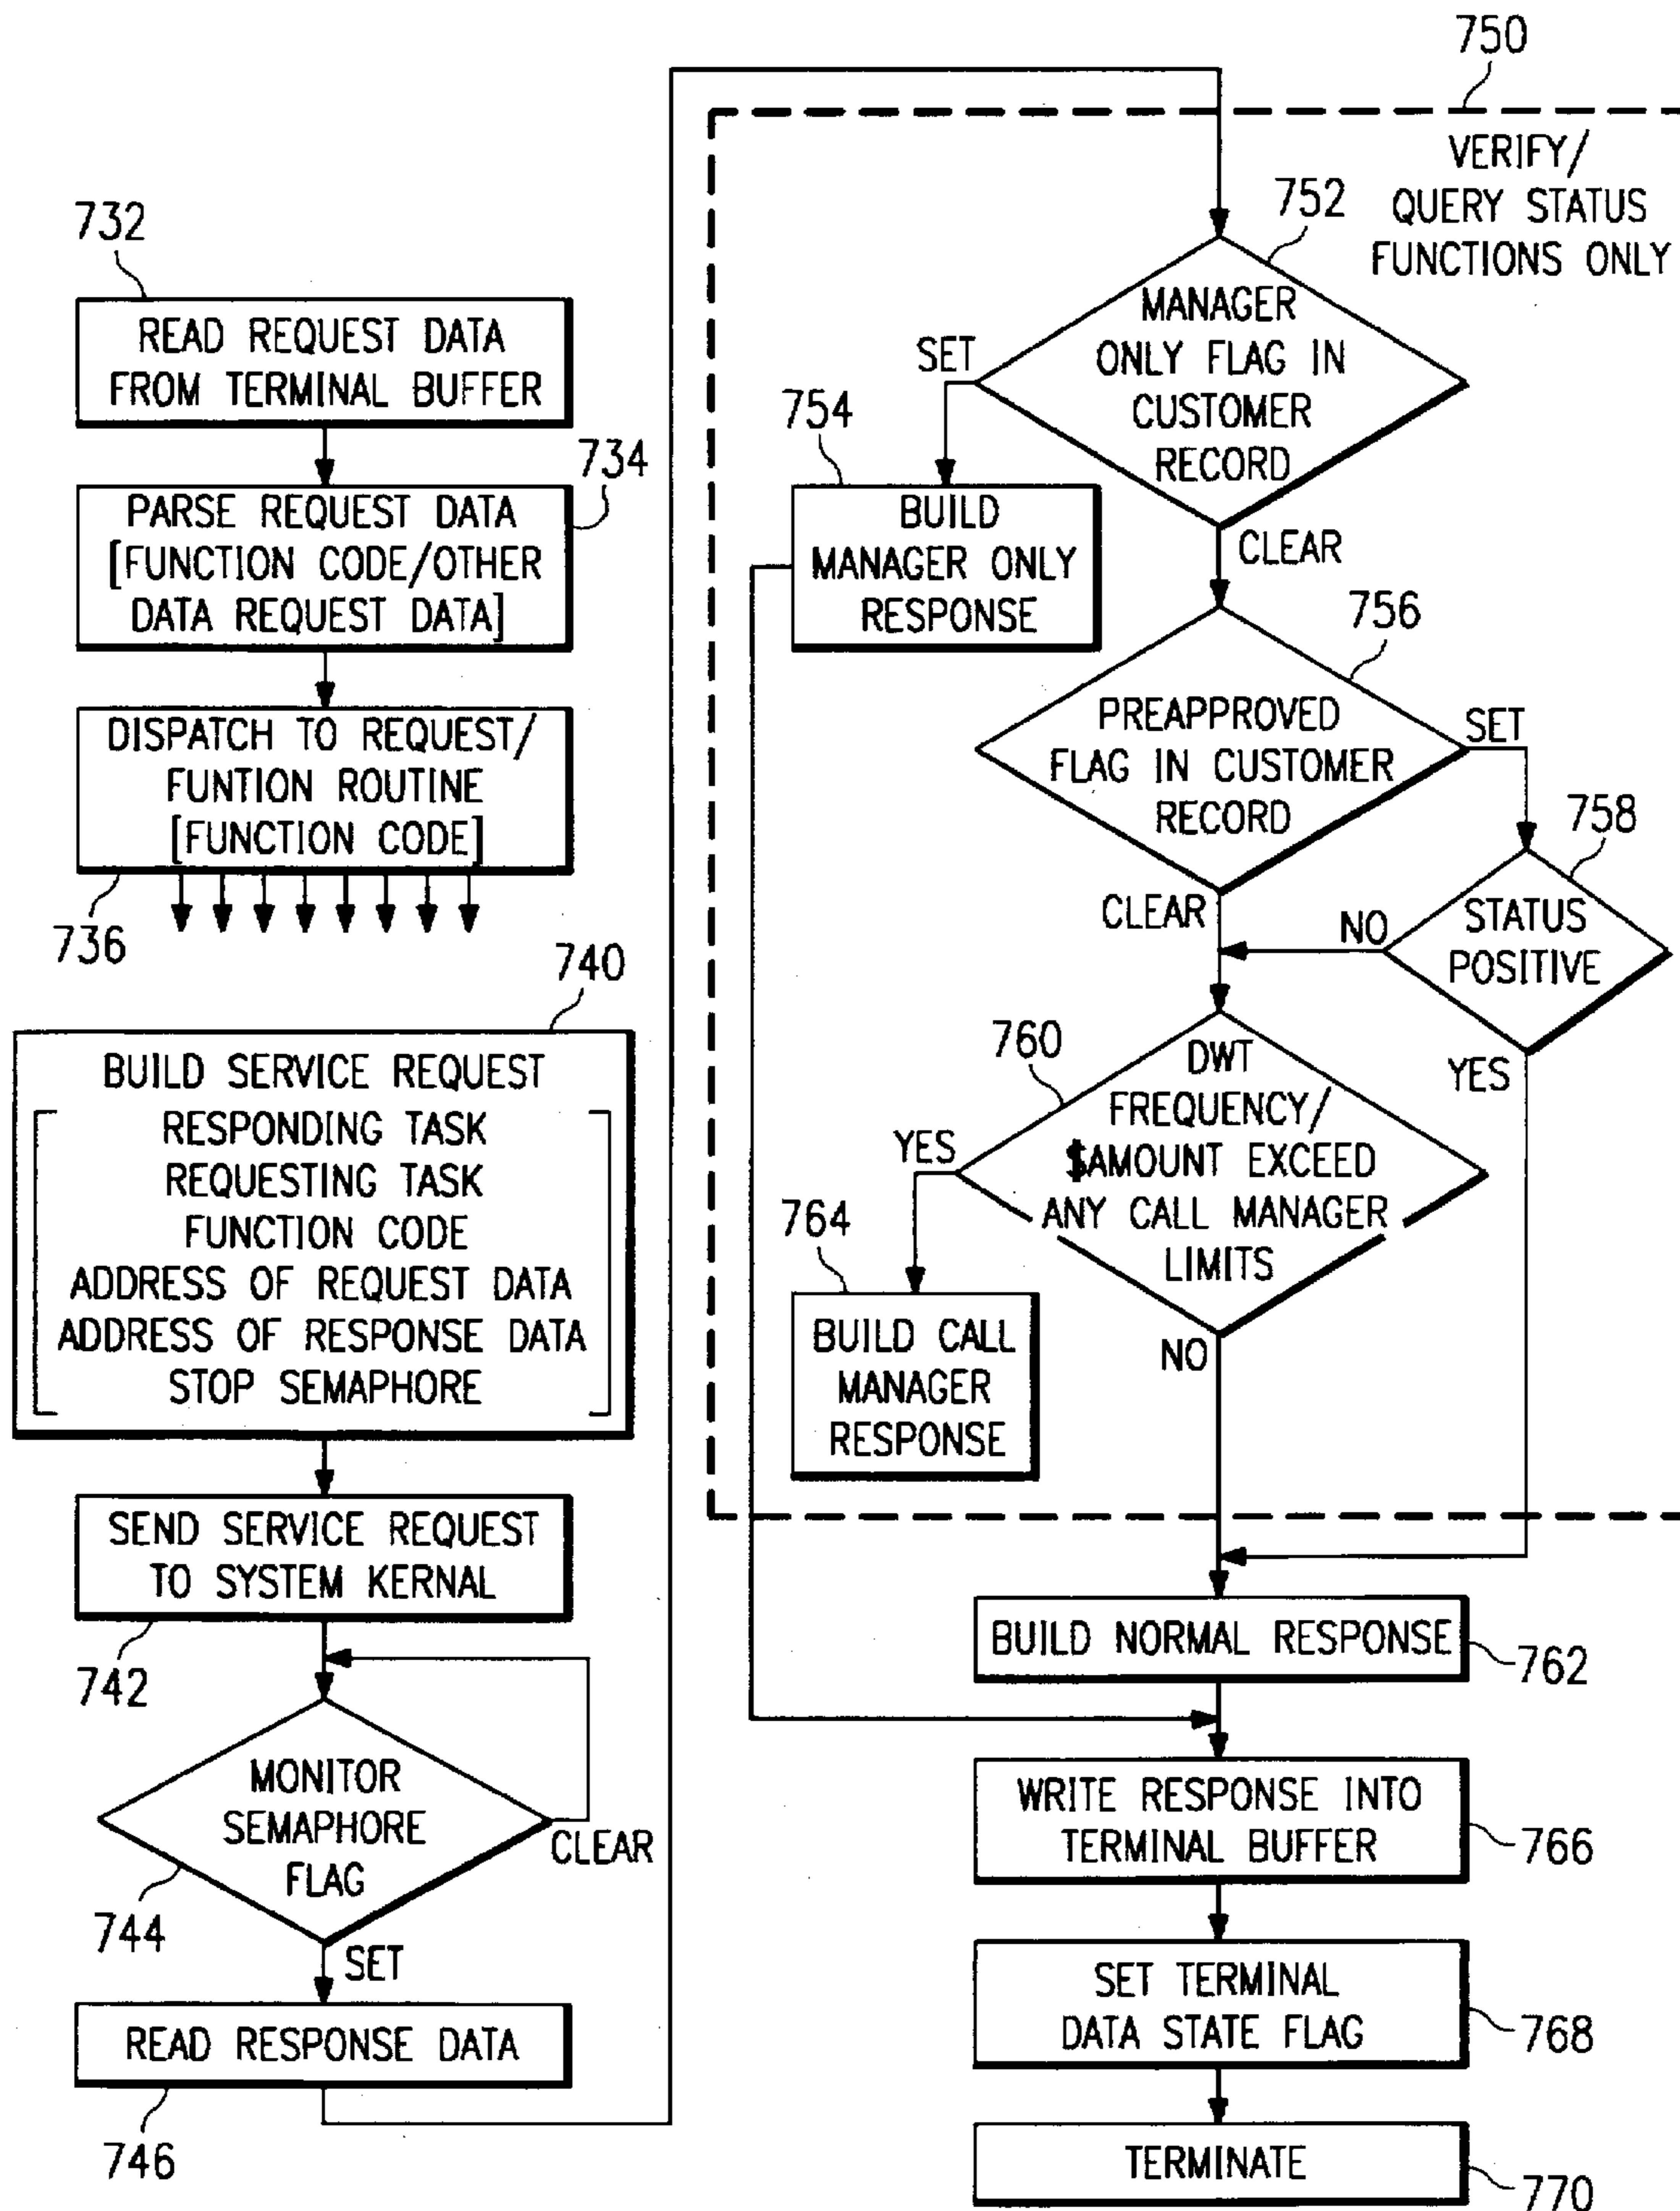 732
READ REQUEST DATA
FROM TERMINAL BUFFER
734
PARSE REQUEST DATA
[FUNCTION CODE/OTHER
DATA REQUEST DATA]
DISPATCH TO REQUEST/
FUNTION ROUTINE
[FUNCTION CODE]
736
740
BUILD SERVICE REQUEST
RESPONDING TASK
REQUESTING TASK
FUNCTION CODE
ADDRESS OF REQUEST DATA
ADDRESS OF RESPONSE DATA
STOP SEMAPHORE
SEND SERVICE REQUEST
TO SYSTEM KERNAL
742
MONITOR
SEMAPHORE
FLAG
CLEAR
744
SET
READ RESPONSE DATA
746
750
VERIFY/
QUERY STATUS
FUNCTIONS ONLY
752
MANAGER
ONLY FLAG IN
CUSTOMER
RECORD
SET
754
BUILD
MANAGER ONLY
RESPONSE
CLEAR
756
PREAPPROVED
FLAG IN CUSTOMER
RECORD
SET
758
STATUS
POSITIVE
NO
YES
CLEAR
760
DWT
FREQUENCY/
$AMOUNT EXCEED
ANY CALL MANAGER
LIMITS
YES
764
BUILD CALL
MANAGER
RESPONSE
NO
BUILD NORMAL RESPONSE
762
WRITE RESPONSE INTO
TERMINAL BUFFER
766
SET TERMINAL
DATA STATE FLAG
768
TERMINATE
770